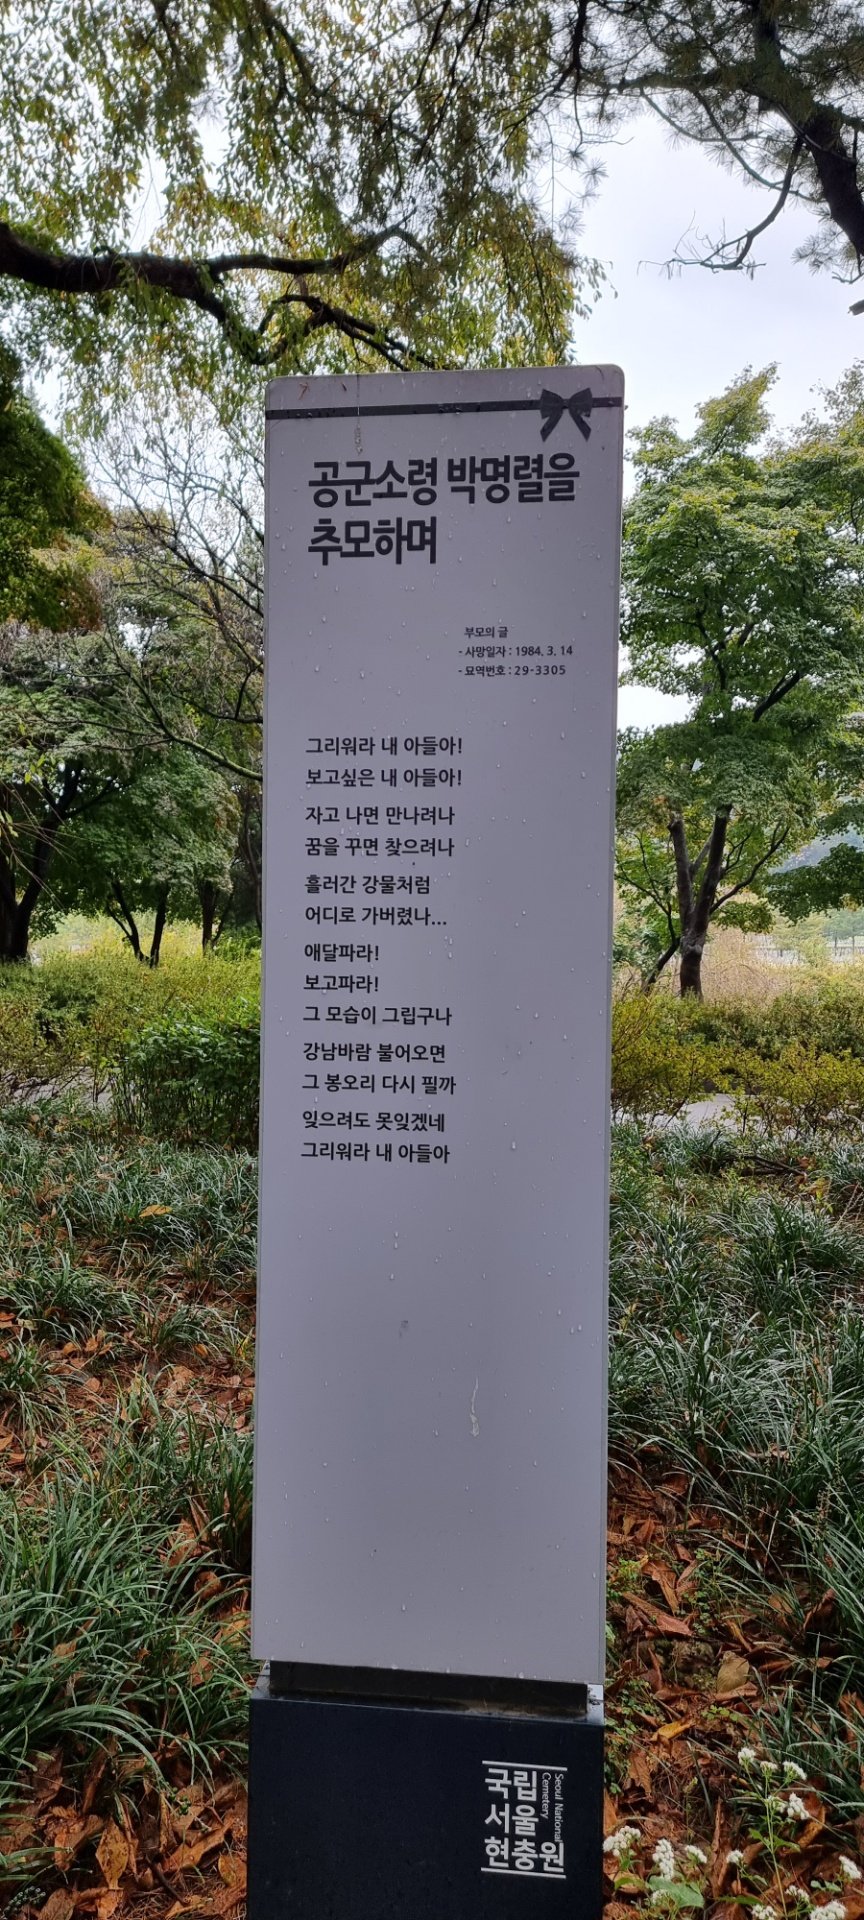 공군소령 박명렬을
추모하며
부모의 글
- 사망일자 : 1984. 3. 14
- 묘역번호 : 29-3305
그리워라 내 아들아!
보고싶은 내 아들아!
자고 나면 만나려나
꿈을 꾸면 찾으려나
흘러간 강물처럼
어디로 가버렸나...
애달파라!
보고파라!
그 모습이 그립구나
강남바람 불어오면
그 봉오리 다시 필까
잊으려도 못잊겠네
그리워라 내 아들아
국립
서울
현충원
Seoul National
Cemetery